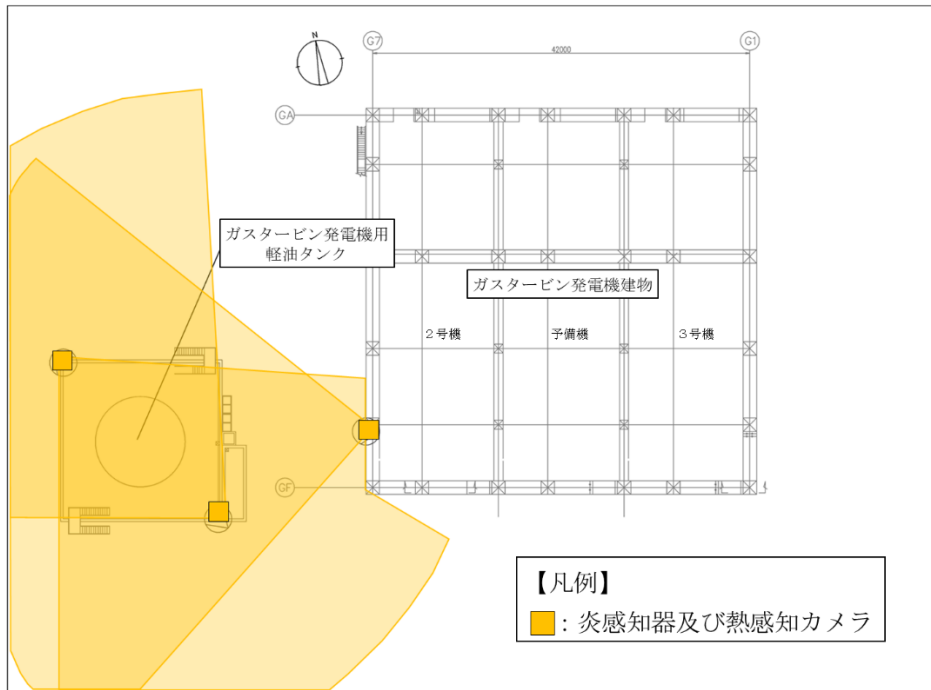 N
G7
42000
G1
GA
ガスタービン発電機用
軽油タンク
ガスタービン発電機建物
２号機
予備機
３号機
GF
【凡例】
：炎感知器及び熱感知カメラ